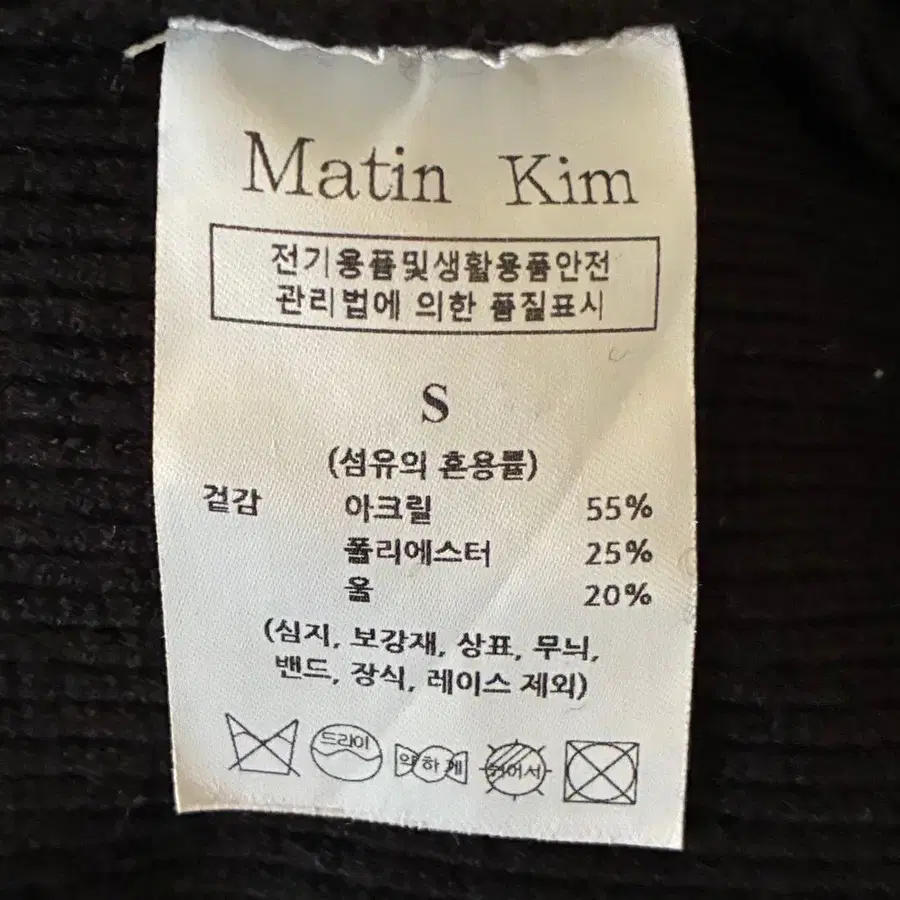 Matin Kim
전기용품및생활용품안전
관리법에 의한 품질표시
S
(섬유의 혼용률)
겉감 아크릴 55%
폴리에스터 25%
울 20%
(심지, 보강재, 상표, 무늬,
밴드, 장식, 레이스 제외)
드라이 약하게 뉘어서